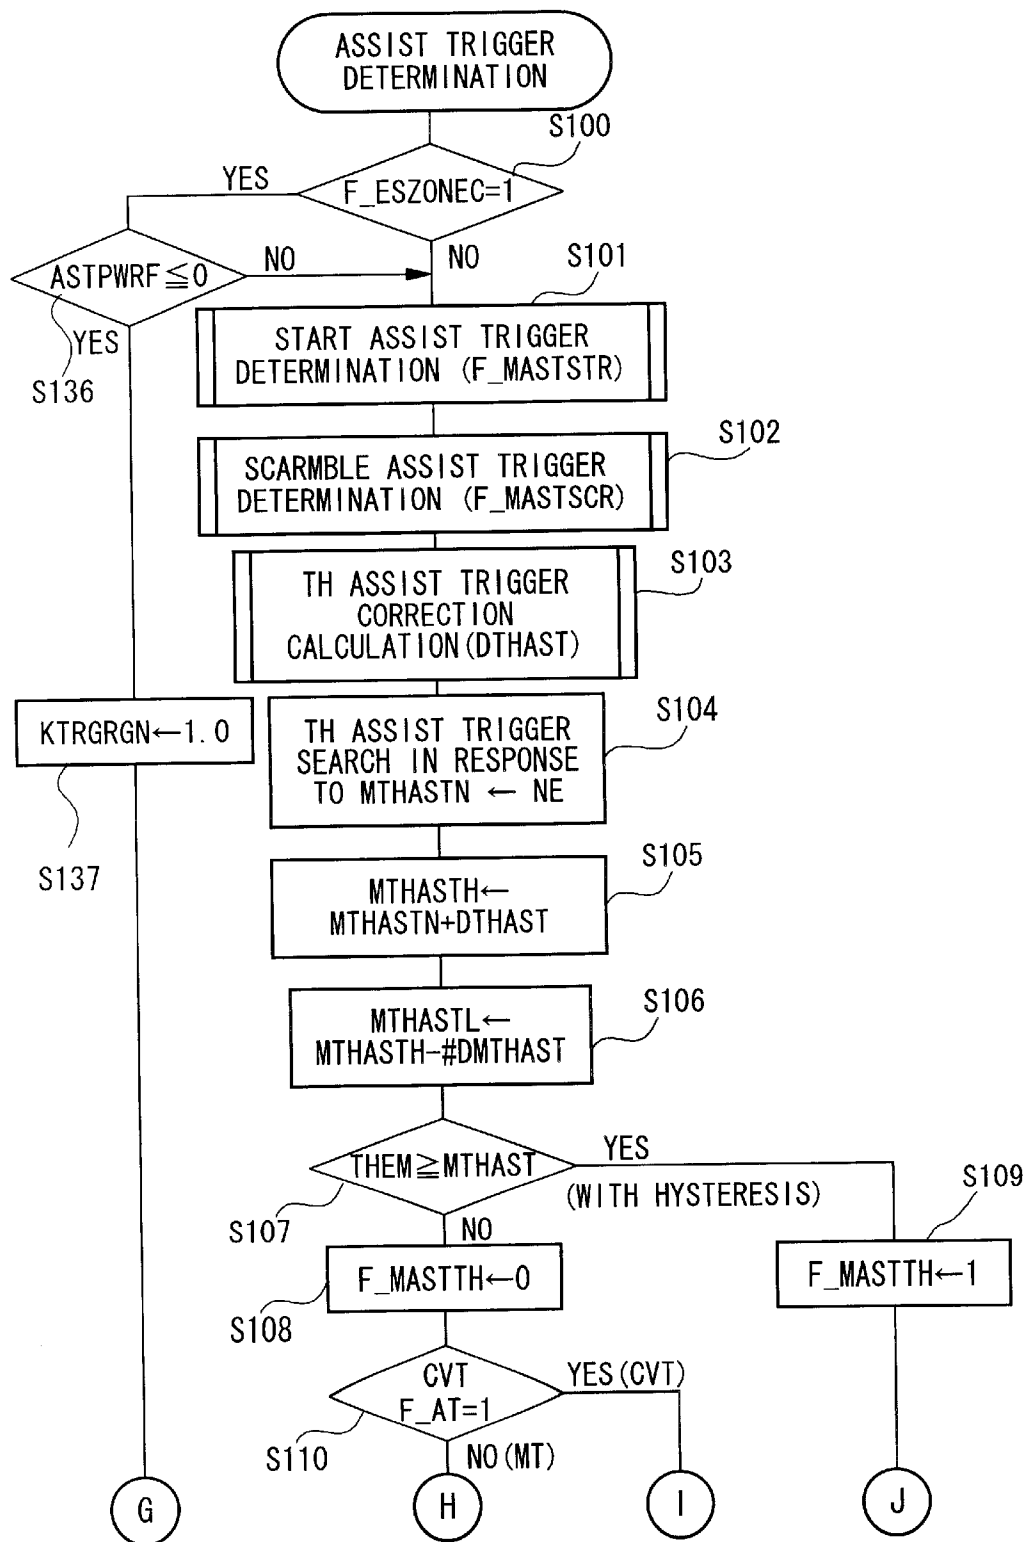 ASSIST TRIGGER
DETERMINATION
S100
YES
F_ESZONEC=1
NO
ASTPWRF≦0
NO
YES
S136
S101
START ASSIST TRIGGER
DETERMINATION (F_MASTSTR)
S102
SCARMBLE ASSIST TRIGGER
DETERMINATION (F_MASTSCR)
S103
TH ASSIST TRIGGER
CORRECTION
CALCULATION(DTHAST)
KTRGRGN←1.0
S137
S104
TH ASSIST TRIGGER
SEARCH IN RESPONSE
TO MTHASTN ← NE
S105
MTHASTH←
MTHASTN+DTHAST
S106
MTHASTL←
MTHASTH-#DMTHAST
THEM≧MTHAST
YES
(WITH HYSTERESIS)
S107
NO
S109
F_MASTTH←0
F_MASTTH←1
S108
CVT
F_AT=1
YES(CVT)
S110
NO(MT)
G
H
I
J